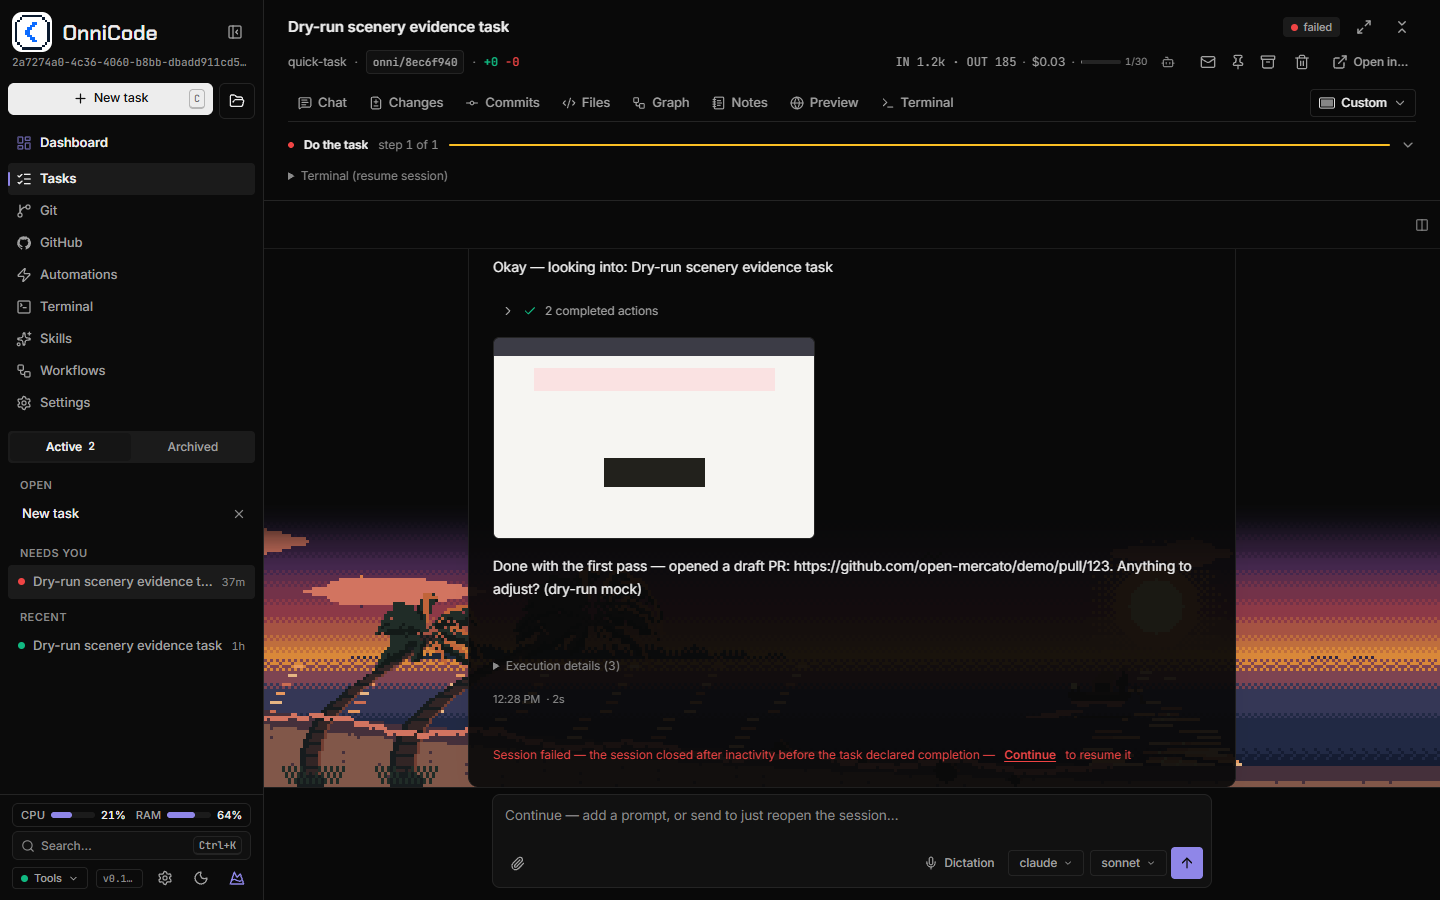 OnniCode
2a7274a0-4c36-4060-b8bb-dbadd911cd5…
New task
C
Dashboard
Tasks
Git
GitHub
Automations
Terminal
Skills
Workflows
Settings
Active 2
Archived
OPEN
New task
NEEDS YOU
Dry-run scenery evidence t… 37m
RECENT
Dry-run scenery evidence task 1h
CPU 21% RAM 64%
Search... Ctrl+K
Tools v0.1…
Dry-run scenery evidence task
failed
quick-task · onni/8ec6f940 · +0 -0
IN 1.2k · OUT 185 · $0.03 · 1/30
Open in...
Chat Changes Commits Files Graph Notes Preview Terminal
Custom
Do the task step 1 of 1
Terminal (resume session)
Okay — looking into: Dry-run scenery evidence task
2 completed actions
Done with the first pass — opened a draft PR: https://github.com/open-mercato/demo/pull/123. Anything to
adjust? (dry-run mock)
Execution details (3)
12:28 PM · 2s
Session failed — the session closed after inactivity before the task declared completion — Continue to resume it
Continue — add a prompt, or send to just reopen the session...
Dictation claude sonnet